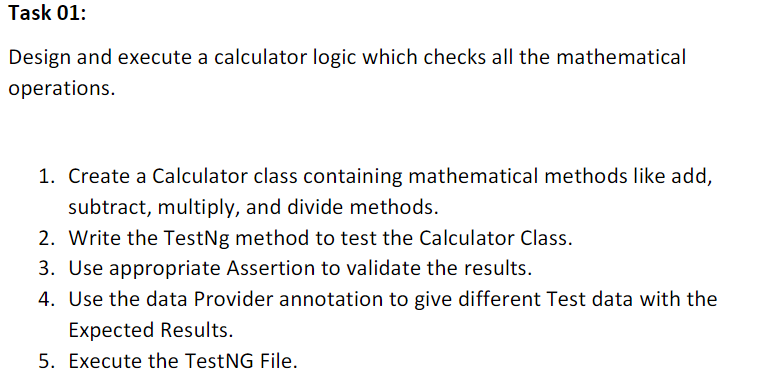 Task 01:
Design and execute a calculator logic which checks all the mathematical
operations.
1. Create a Calculator class containing mathematical methods like add,
subtract, multiply, and divide methods.
2. Write the TestNg method to test the Calculator Class.
3. Use appropriate Assertion to validate the results.
4. Use the data Provider annotation to give different Test data with the
Expected Results.
5. Execute the TestNG File.